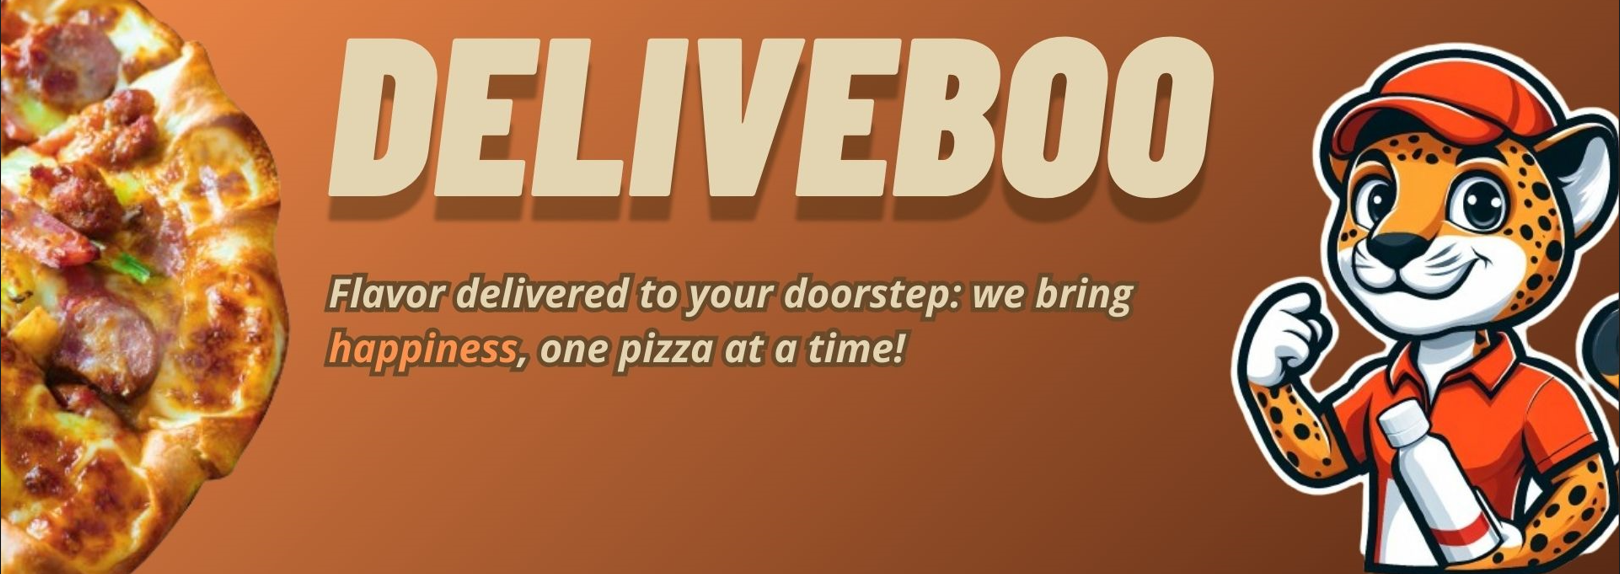 DELIVEBOO
Flavor delivered to your doorstep: we bring
happiness, one pizza at a time!